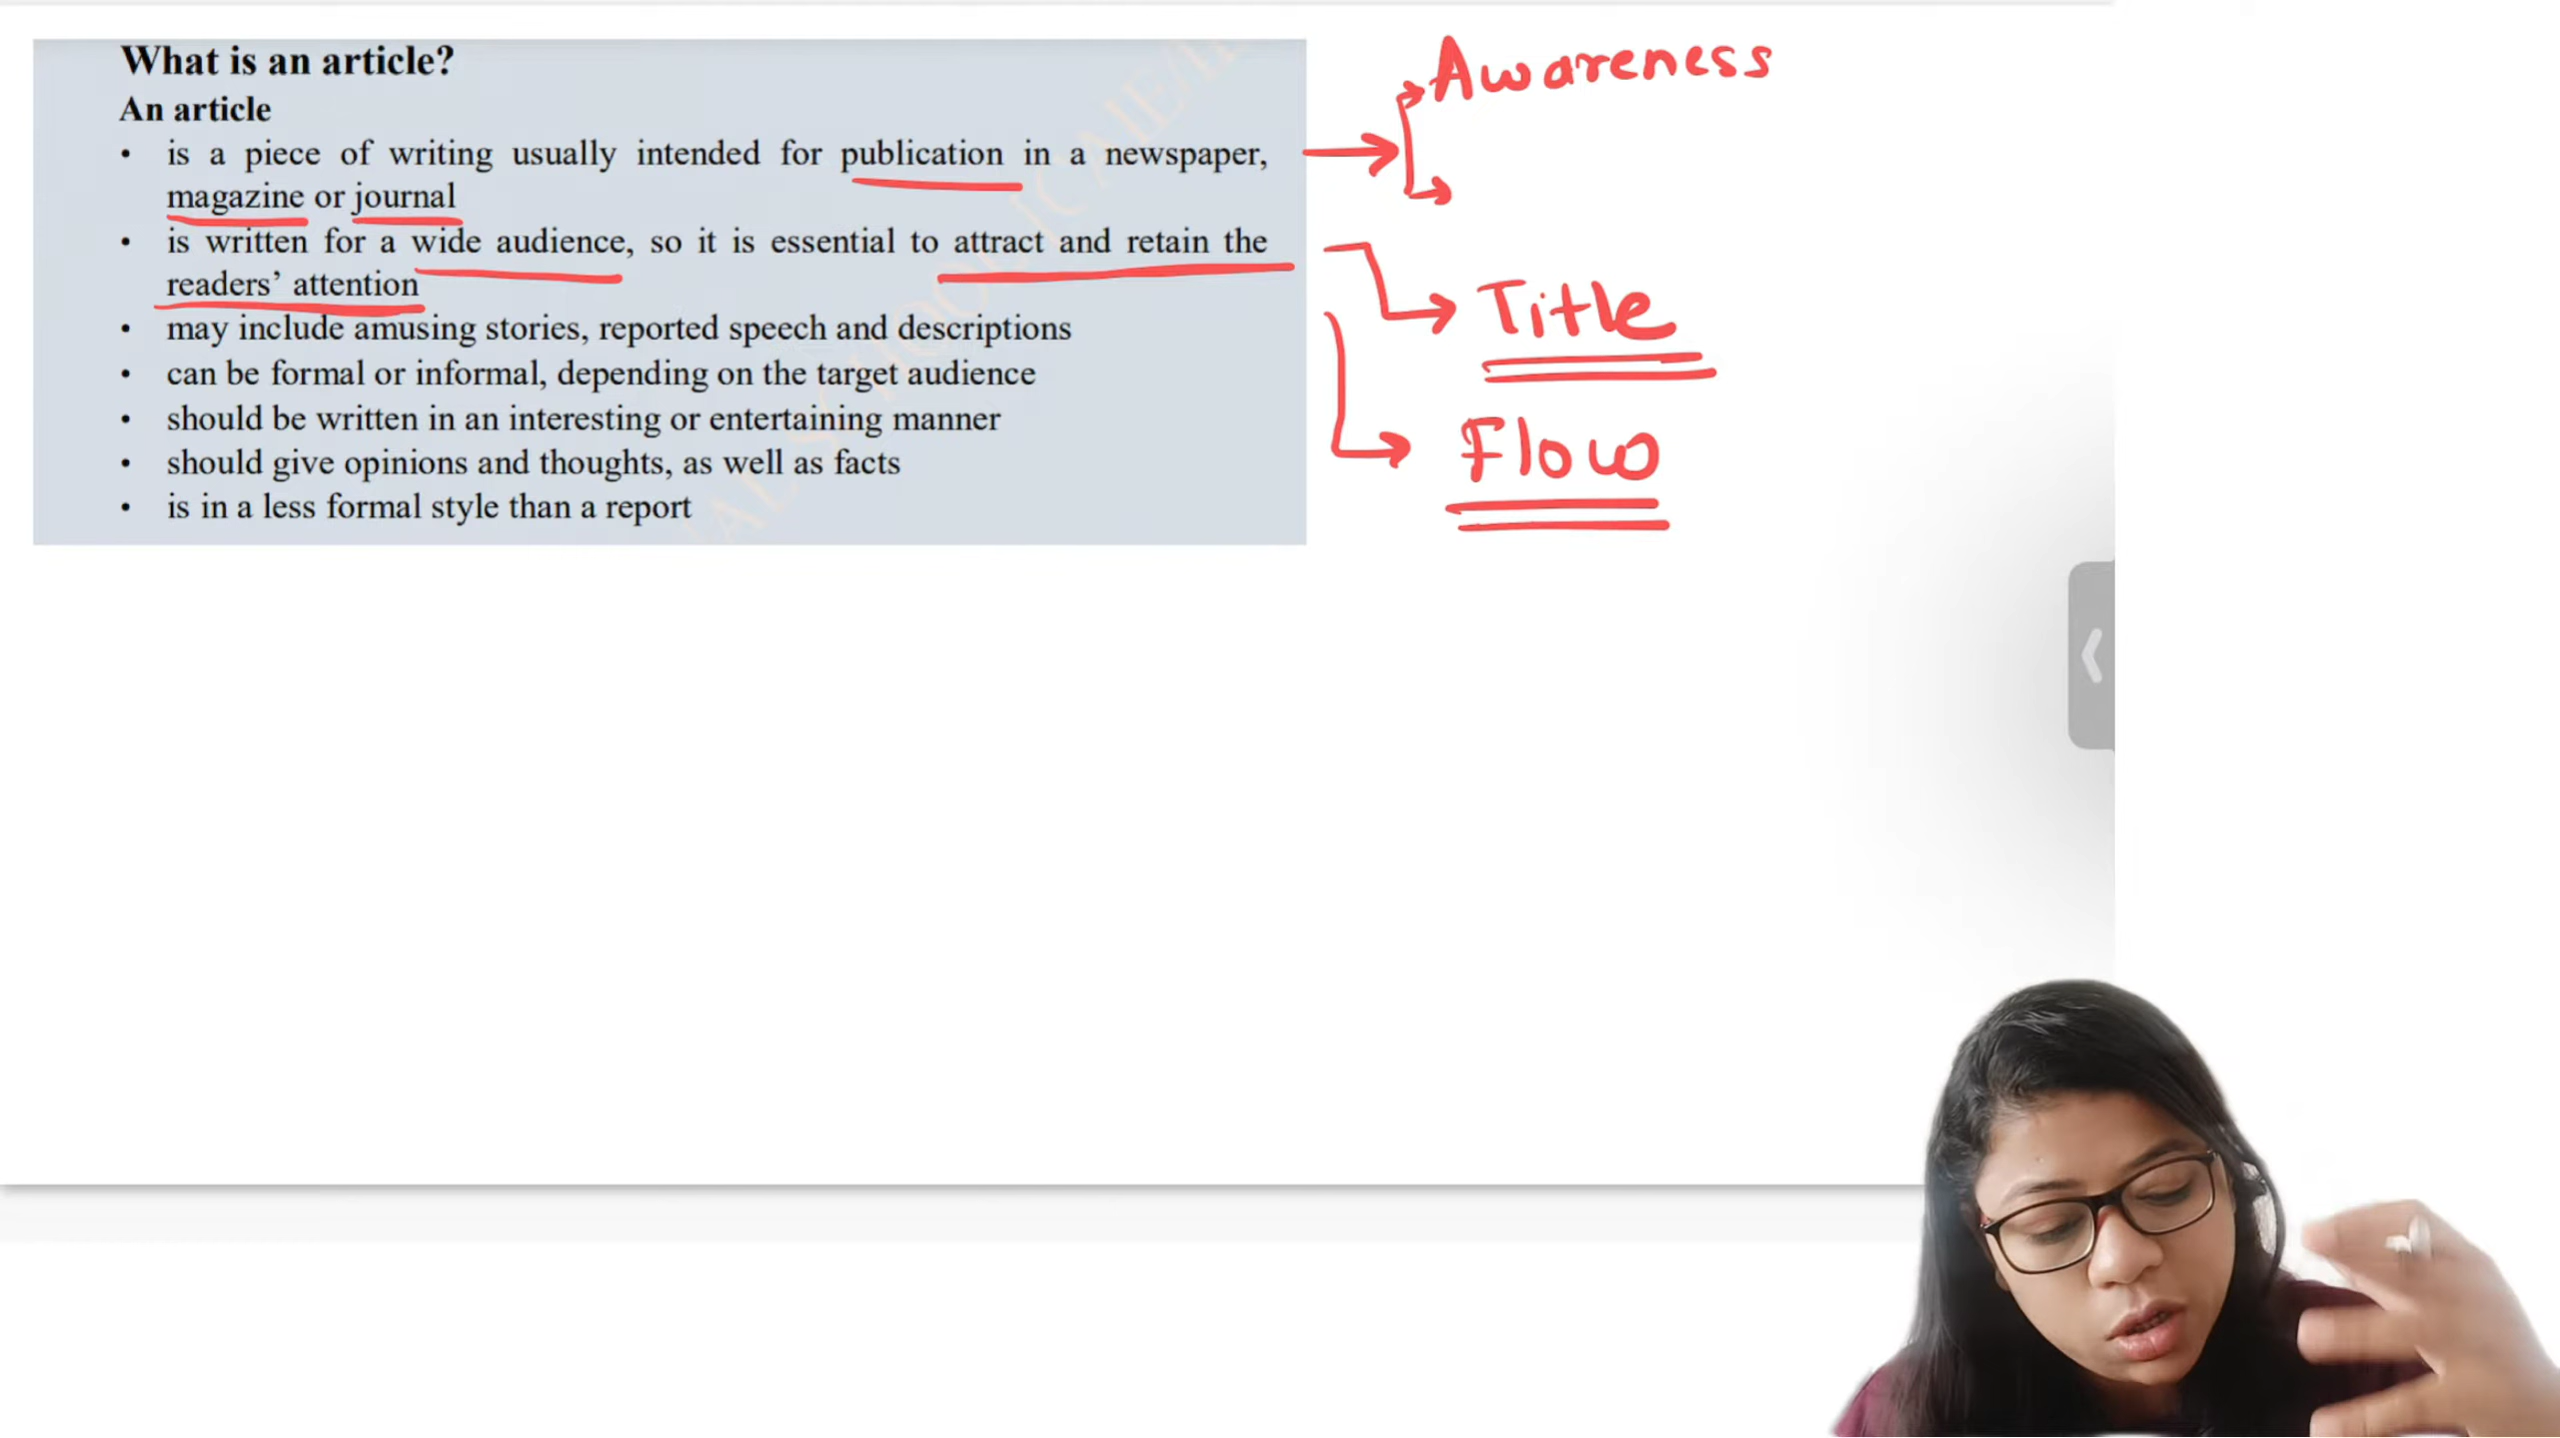 What is an article?
An article
• is a piece of writing usually intended for publication in a newspaper,
magazine or journal
• is written for a wide audience, so it is essential to attract and retain the
readers’ attention
• may include amusing stories, reported speech and descriptions
• can be formal or informal, depending on the target audience
• should be written in an interesting or entertaining manner
• should give opinions and thoughts, as well as facts
• is in a less formal style than a report
Awareness
Title
Flow